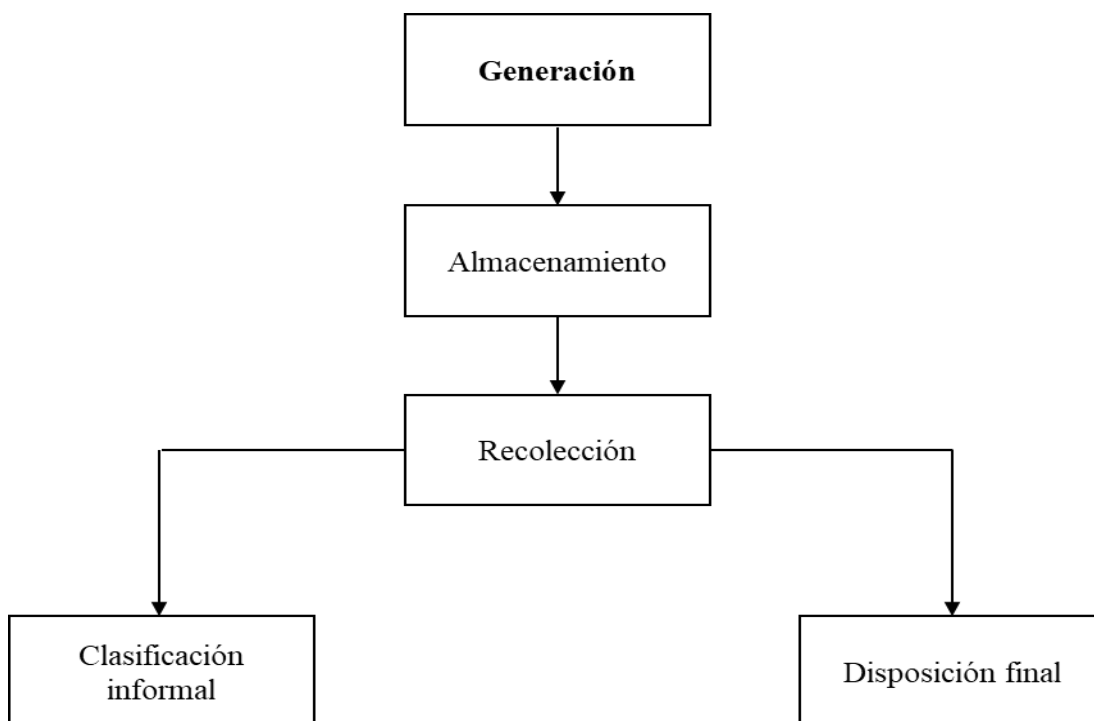 Generación
Almacenamiento
Recolección
Clasificación
informal
Disposición final